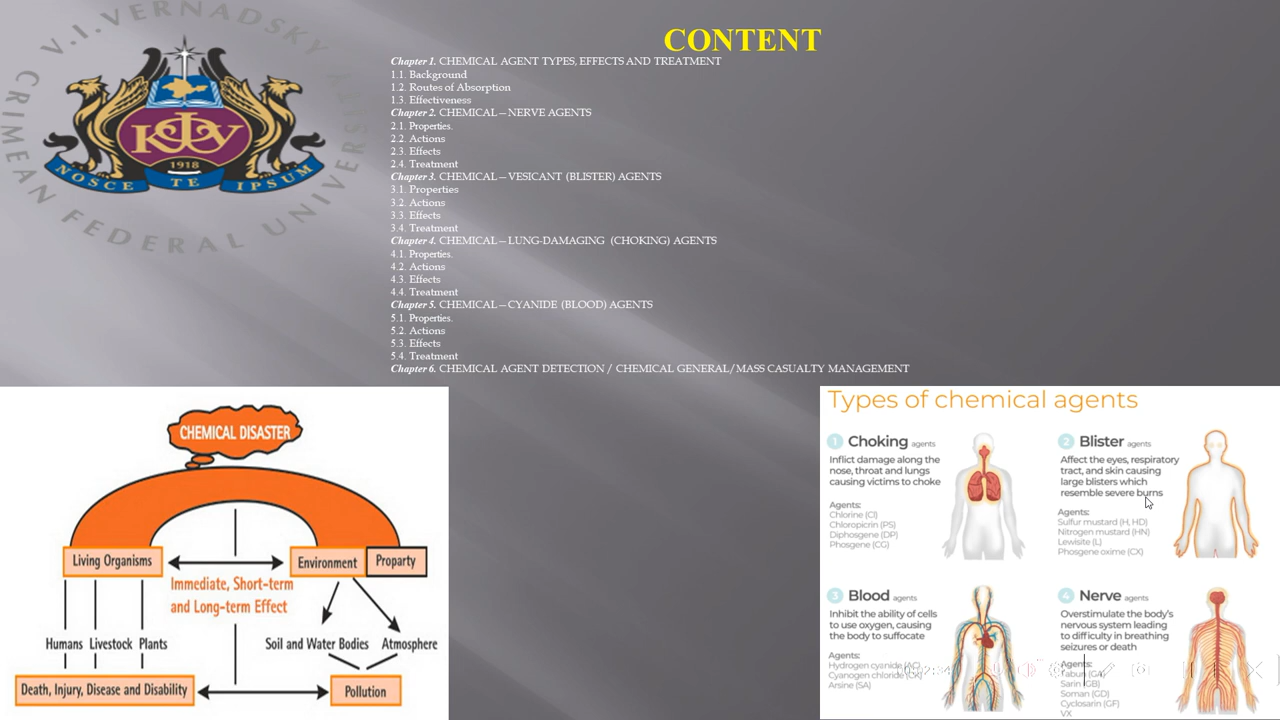 V.I.VERNADSKY
CRIMEAN FEDERAL UNIVERSITY
1918
NOSCE TE IPSUM
CONTENT
Chapter 1. CHEMICAL AGENT TYPES, EFFECTS AND TREATMENT
1.1. Background
1.2. Routes of Absorption
1.3. Effectiveness
Chapter 2. CHEMICAL – NERVE AGENTS
2.1. Properties.
2.2. Actions
2.3. Effects
2.4. Treatment
Chapter 3. CHEMICAL – VESICANT (BLISTER) AGENTS
3.1. Properties
3.2. Actions
3.3. Effects
3.4. Treatment
Chapter 4. CHEMICAL – LUNG-DAMAGING (CHOKING) AGENTS
4.1. Properties.
4.2. Actions
4.3. Effects
4.4. Treatment
Chapter 5. CHEMICAL – CYANIDE (BLOOD) AGENTS
5.1. Properties.
5.2. Actions
5.3. Effects
5.4. Treatment
Chapter 6. CHEMICAL AGENT DETECTION / CHEMICAL GENERAL/MASS CASUALTY MANAGEMENT
CHEMICAL DISASTER
Living Organisms
Environment
Proparty
Immediate, Short-term
and Long-term Effect
Humans Livestock Plants
Soil and Water Bodies
Atmosphere
Death, Injury, Disease and Disability
Pollution
Types of chemical agents
1 Choking agents
Inflict damage along the
nose, throat and lungs
causing victims to choke
Agents:
Chlorine (Cl)
Chloropicrin (PS)
Diphosgene (DP)
Phosgene (CG)
2 Blister agents
Affect the eyes, respiratory
tract, and skin causing
large blisters which
resemble severe burns
Agents:
Sulfur mustard (H, HD)
Nitrogen mustard (HN)
Lewisite (L)
Phosgene oxime (CX)
3 Blood agents
Inhibit the ability of cells
to use oxygen, causing
the body to suffocate
Agents:
Hydrogen cyanide (AC)
Cyanogen chloride
Arsine (SA)
4 Nerve agents
Overstimulate the body's
nervous system leading
to difficulty in breathing
seizures or death
Agents:
Tabun (GA)
Sarin (GB)
Soman (GD)
Cyclosarin (GF)
VX